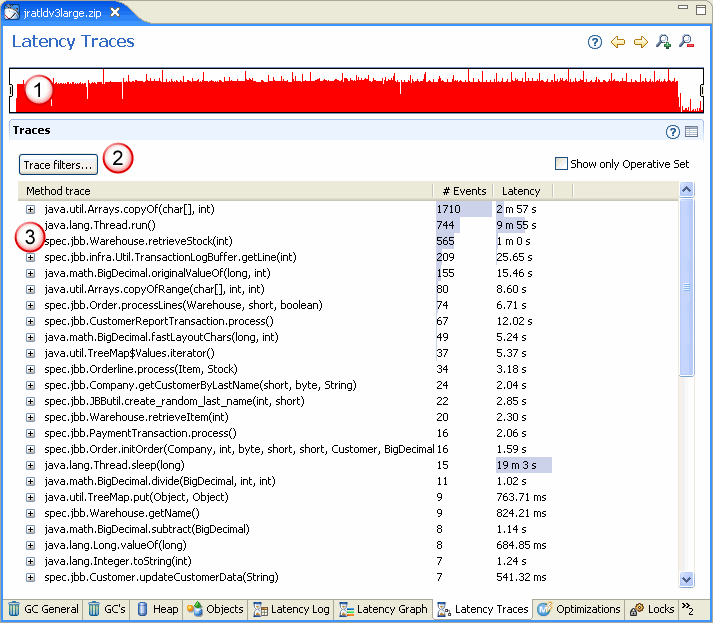 jratldv3large.zip
Latency Traces
1
Traces
Trace filters...
2
Show only Operative Set
Method trace # Events Latency
java.util.Arrays.copyOf(char[], int) 1710 2 m 57 s
java.lang.Thread.run() 744 9 m 55 s
3
spec.jbb.Warehouse.retrieveStock(int) 565 1 m 0 s
spec.jbb.infra.Util.TransactionLogBuffer.getLine(int) 209 25.65 s
java.math.BigDecimal.originalValueOf(long, int) 155 15.46 s
java.util.Arrays.copyOfRange(char[], int, int) 80 8.60 s
spec.jbb.Order.processLines(Warehouse, short, boolean) 74 6.71 s
spec.jbb.CustomerReportTransaction.process() 67 12.02 s
java.math.BigDecimal.fastLayoutChars(long, int) 49 5.24 s
java.util.TreeMap$Values.iterator() 37 5.37 s
spec.jbb.Orderline.process(Item, Stock) 34 3.18 s
spec.jbb.Company.getCustomerByLastName(short, byte, String) 24 2.04 s
spec.jbb.JBButil.create_random_last_name(int, short) 22 2.85 s
spec.jbb.Warehouse.retrieveItem(int) 20 2.30 s
spec.jbb.PaymentTransaction.process() 16 2.06 s
spec.jbb.Order.initOrder(Company, int, byte, short, short, Customer, BigDecimal 16 1.59 s
java.lang.Thread.sleep(long) 15 19 m 3 s
java.math.BigDecimal.divide(BigDecimal, int, int) 11 1.02 s
java.util.TreeMap.put(Object, Object) 9 763.71 ms
spec.jbb.Warehouse.getName() 9 824.21 ms
java.math.BigDecimal.subtract(BigDecimal) 8 1.14 s
java.lang.Long.valueOf(long) 8 684.85 ms
java.lang.Integer.toString(int) 7 1.24 s
spec.jbb.Customer.updateCustomerData(String) 7 541.32 ms
GC General GC's Heap Objects Latency Log Latency Graph Latency Traces Optimizations Locks »2